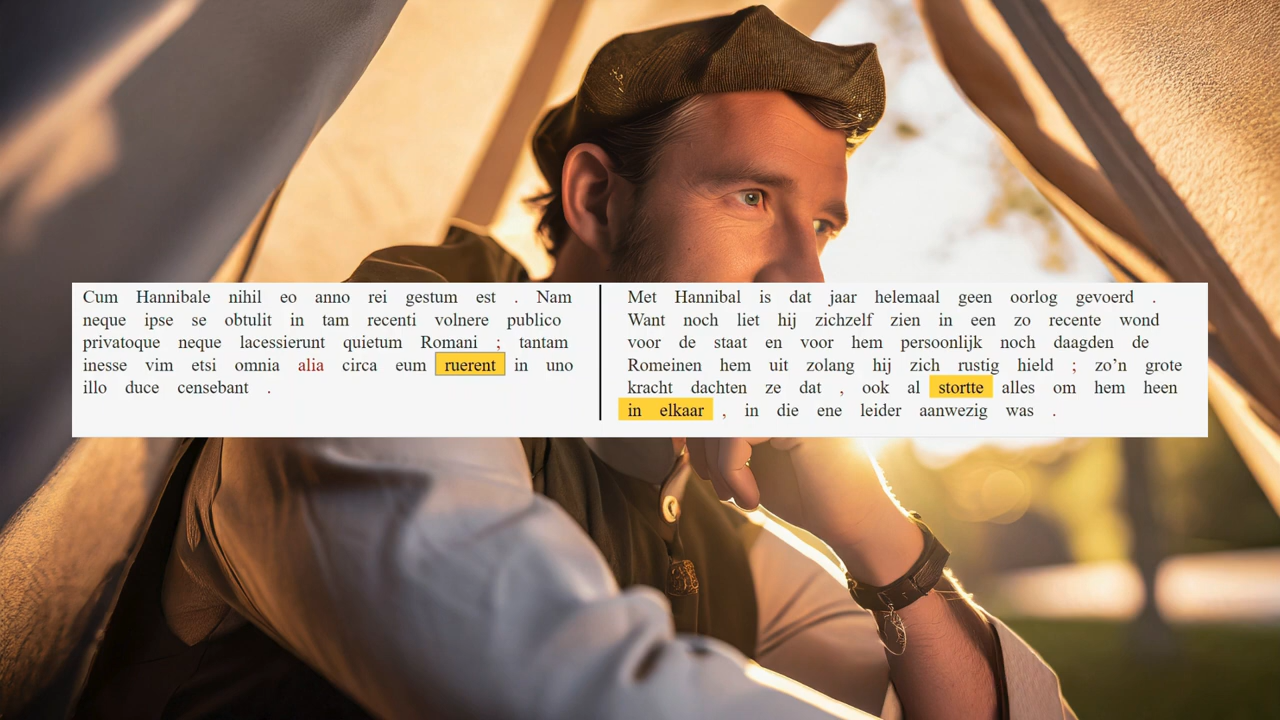 Cum Hannibale nihil eo anno rei gestum est . Nam
neque ipse se obtulit in tam recenti volnere publico
privatoque neque lacessierunt quietum Romani ; tantam
inesse vim etsi omnia alia circa eum ruerent in uno
illo duce censebant .
Met Hannibal is dat jaar helemaal geen oorlog gevoerd .
Want noch liet hij zichzelf zien in een zo recente wond
voor de staat en voor hem persoonlijk noch daagden de
Romeinen hem uit zolang hij zich rustig hield ; zo'n grote
kracht dachten ze dat , ook al stortte alles om hem heen
in elkaar , in die ene leider aanwezig was .